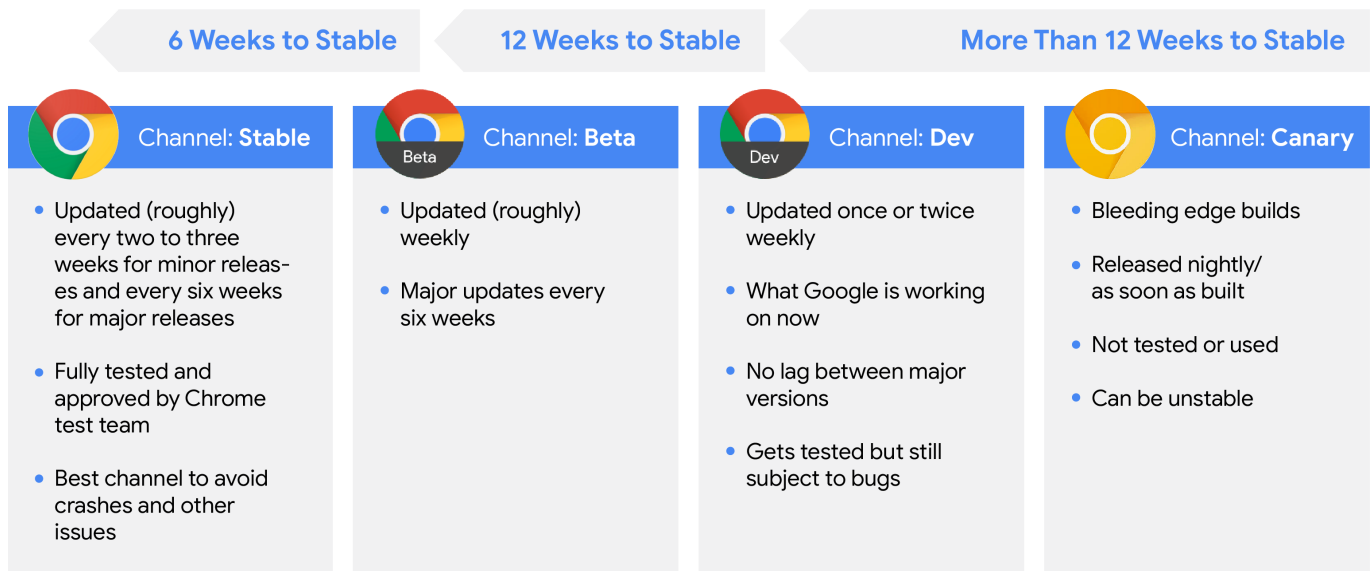 6 Weeks to Stable
12 Weeks to Stable
More Than 12 Weeks to Stable
Channel: Stable
Updated (roughly)
every two to three
weeks for minor releas-
es and every six weeks
for major releases
Fully tested and
approved by Chrome
test team
Best channel to avoid
crashes and other
issues
Beta
Channel: Beta
Updated (roughly)
weekly
Major updates every
six weeks
Dev
Channel: Dev
Updated once or twice
weekly
What Google is working
on now
No lag between major
versions
Gets tested but still
subject to bugs
Channel: Canary
Bleeding edge builds
Released nightly/
as soon as built
Not tested or used
Can be unstable